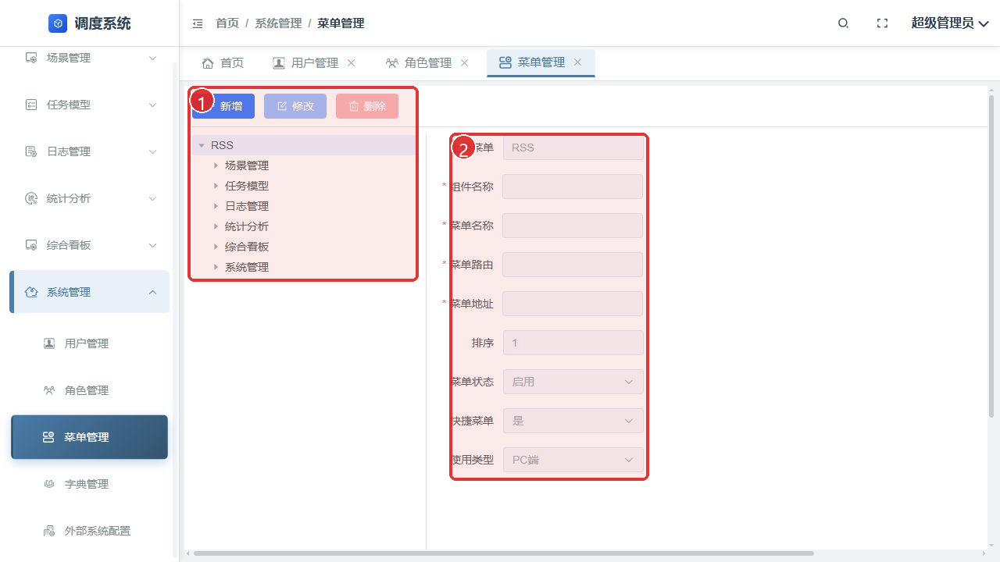 调度系统
首页 / 系统管理 / 菜单管理
超级管理员
场景管理
任务模型
日志管理
统计分析
综合看板
系统管理
用户管理
角色管理
菜单管理
字典管理
外部系统配置
首页
用户管理
角色管理
菜单管理
1
新增
修改
删除
RSS
场景管理
任务模型
日志管理
统计分析
综合看板
系统管理
2
菜单 RSS
* 组件名称
* 菜单名称
* 菜单路由
* 菜单地址
排序 1
菜单状态 启用
快捷菜单 是
使用类型 PC端